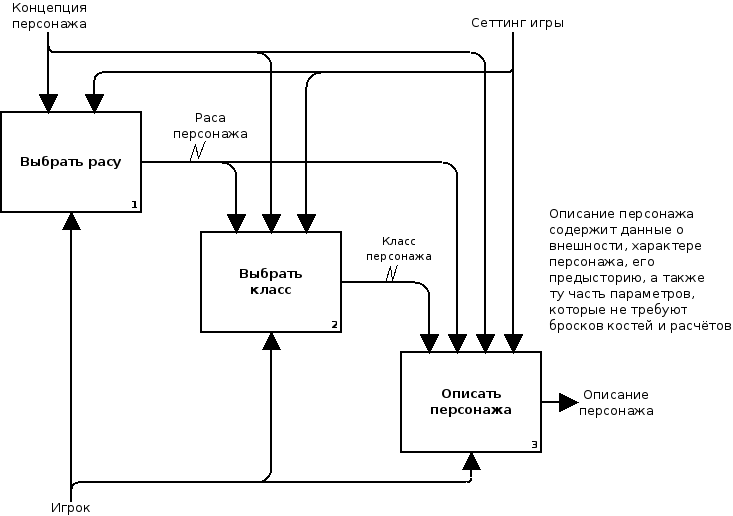 Концепция
персонажа
Сеттинг игры
Раса
персонажа
Выбрать расу
1
Класс
персонажа
Выбрать
класс
2
Описание персонажа
содержит данные о
внешности, характере
персонажа, его
предысторию, а также
ту часть параметров,
которые не требуют
бросков костей и расчётов
Описать
персонажа
3
Описание
персонажа
Игрок